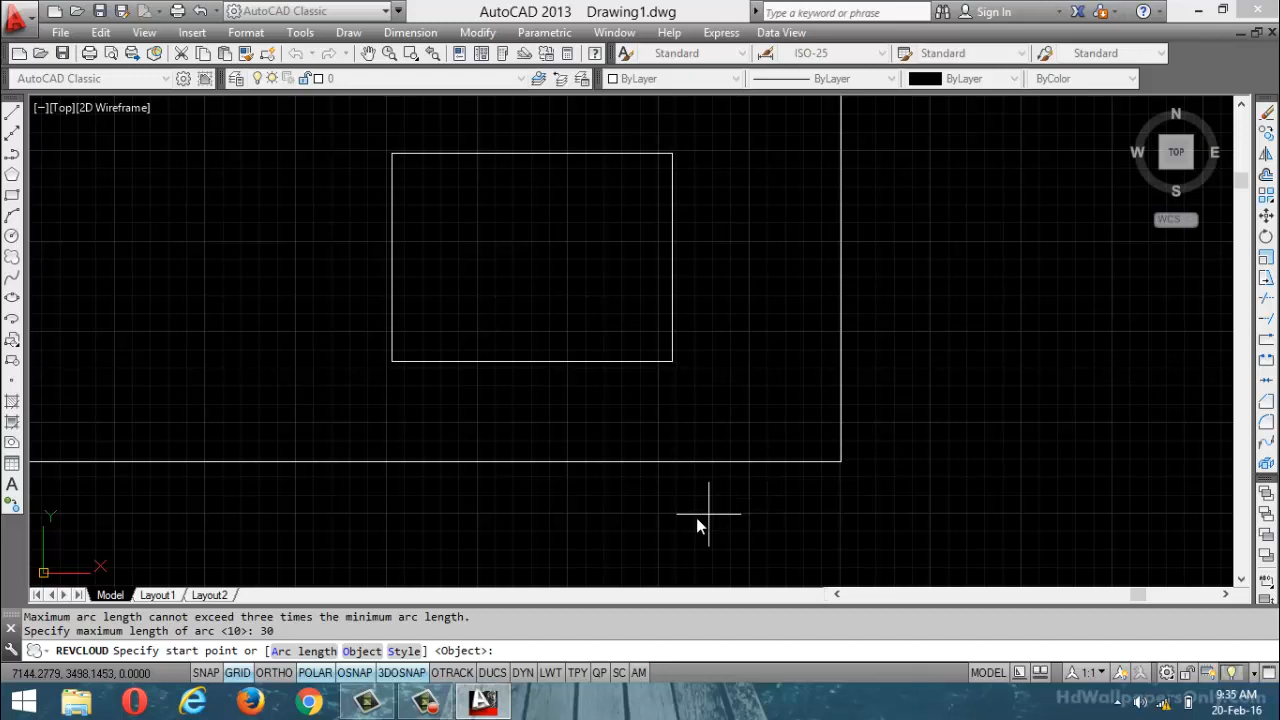 AutoCAD Classic
AutoCAD 2013 Drawing1.dwg
Type a keyword or phrase
Sign In
File Edit View Insert Format Tools Draw Dimension Modify Parametric Window Help Express Data View
Standard ISO-25 Standard Standard
AutoCAD Classic 0 ByLayer ByLayer ByLayer ByColor
[−][Top][2D Wireframe]
N
W TOP E
S
WCS
Y
X
Model Layout1 Layout2
Maximum arc length cannot exceed three times the minimum arc length.
Specify maximum length of arc <10>: 30
REVCLOUD Specify start point or [Arc length Object Style] <Object>:
7144.2779, 3498.1453, 0.0000 SNAP GRID ORTHO POLAR OSNAP 3DOSNAP OTRACK DUCS DYN LWT TPY QP SC AM MODEL 1:1
HdWallpapersOnly.com
9:35 AM
20-Feb-16